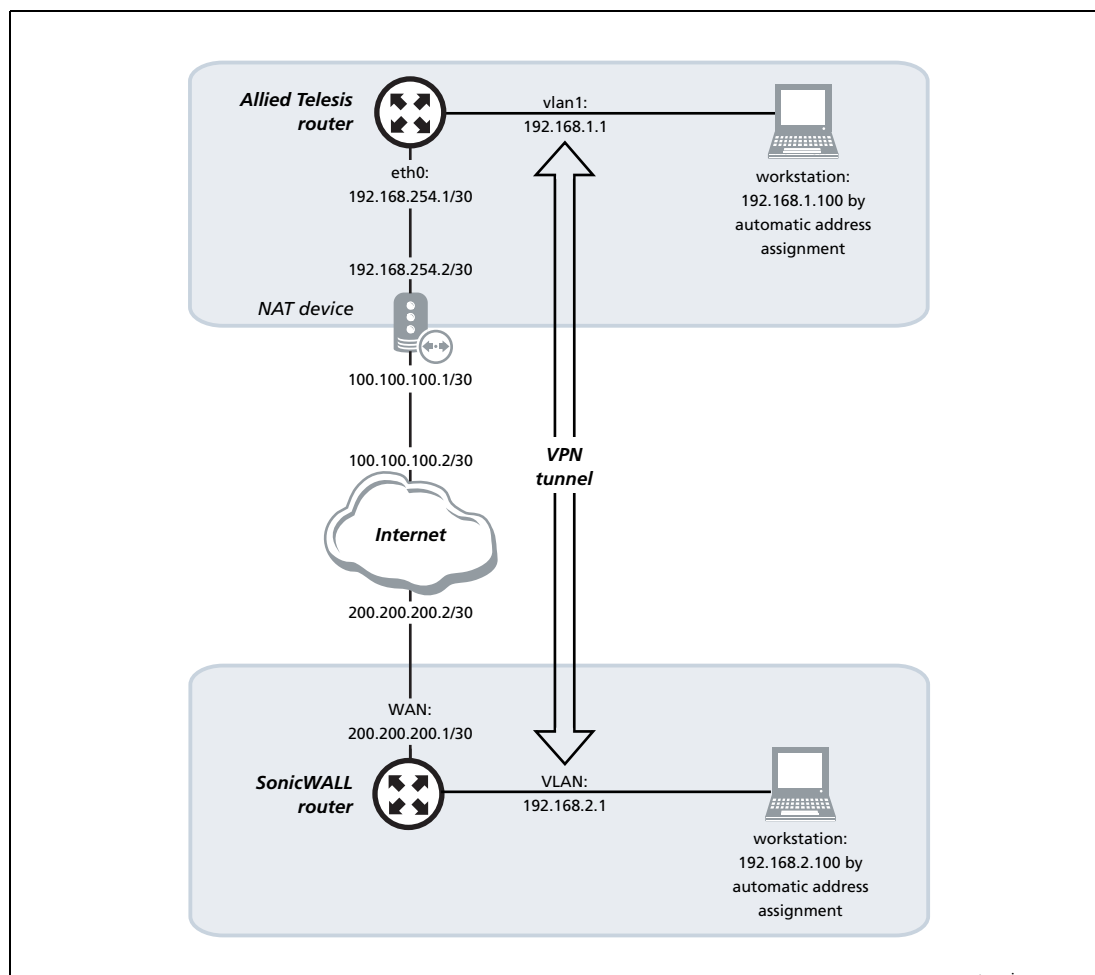 Allied Telesis
router
vlan1:
192.168.1.1
eth0:
192.168.254.1/30
workstation:
192.168.1.100 by
automatic address
assignment
192.168.254.2/30
NAT device
100.100.100.1/30
100.100.100.2/30
VPN
tunnel
Internet
200.200.200.2/30
WAN:
200.200.200.1/30
SonicWALL
router
VLAN:
192.168.2.1
workstation:
192.168.2.100 by
automatic address
assignment